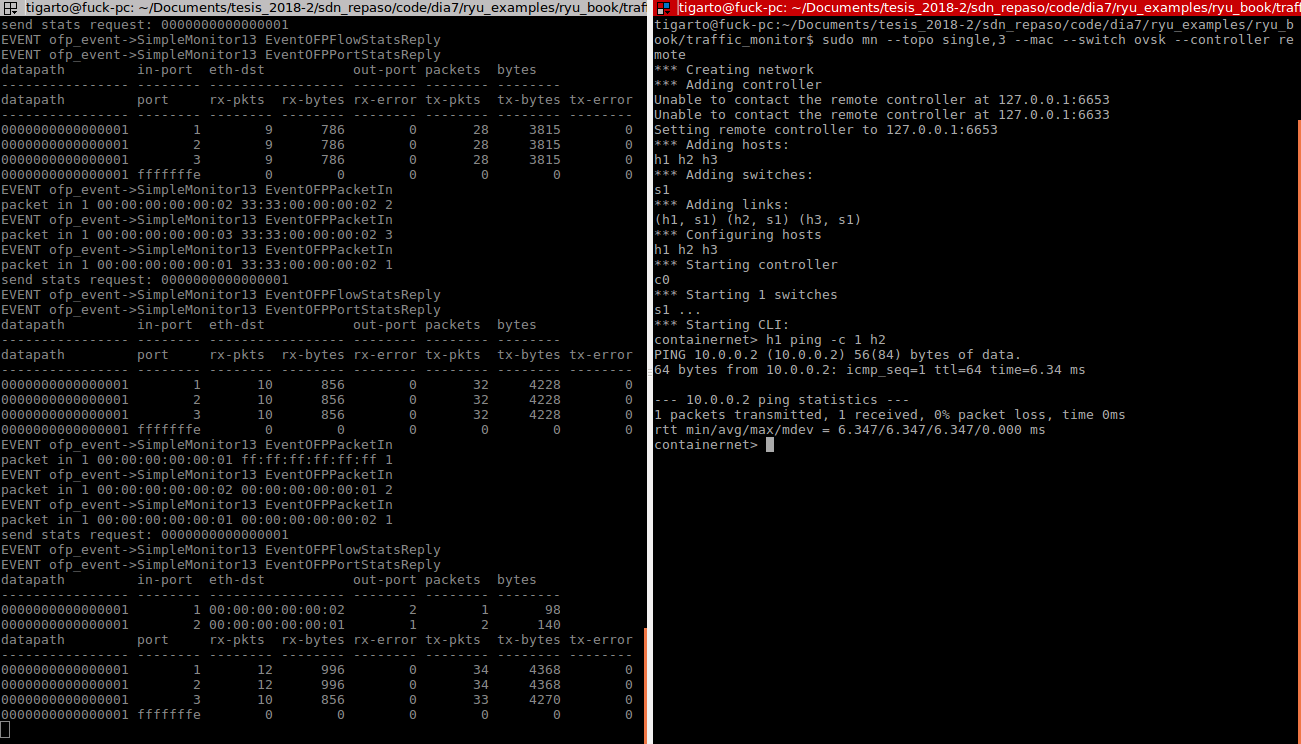 tigarto@fuck-pc: ~/Documents/tesis_2018-2/sdn_repaso/code/dia7/ryu_examples/ryu_book/traf
send stats request: 0000000000000001
EVENT ofp_event->SimpleMonitor13 EventOFPFlowStatsReply
EVENT ofp_event->SimpleMonitor13 EventOFPPortStatsReply
datapath         in-port  eth-dst           out-port packets  bytes
---------------- -------- ----------------- -------- -------- --------
datapath         port     rx-pkts  rx-bytes rx-error tx-pkts  tx-bytes tx-error
---------------- -------- -------- -------- -------- -------- -------- --------
0000000000000001        1        9      786        0       28     3815        0
0000000000000001        2        9      786        0       28     3815        0
0000000000000001        3        9      786        0       28     3815        0
0000000000000001 fffffffe        0        0        0        0        0        0
EVENT ofp_event->SimpleMonitor13 EventOFPPacketIn
packet in 1 00:00:00:00:00:02 33:33:00:00:00:02 2
EVENT ofp_event->SimpleMonitor13 EventOFPPacketIn
packet in 1 00:00:00:00:00:03 33:33:00:00:00:02 3
EVENT ofp_event->SimpleMonitor13 EventOFPPacketIn
packet in 1 00:00:00:00:00:01 33:33:00:00:00:02 1
send stats request: 0000000000000001
EVENT ofp_event->SimpleMonitor13 EventOFPFlowStatsReply
EVENT ofp_event->SimpleMonitor13 EventOFPPortStatsReply
datapath         in-port  eth-dst           out-port packets  bytes
---------------- -------- ----------------- -------- -------- --------
datapath         port     rx-pkts  rx-bytes rx-error tx-pkts  tx-bytes tx-error
---------------- -------- -------- -------- -------- -------- -------- --------
0000000000000001        1       10      856        0       32     4228        0
0000000000000001        2       10      856        0       32     4228        0
0000000000000001        3       10      856        0       32     4228        0
0000000000000001 fffffffe        0        0        0        0        0        0
EVENT ofp_event->SimpleMonitor13 EventOFPPacketIn
packet in 1 00:00:00:00:00:01 ff:ff:ff:ff:ff:ff 1
EVENT ofp_event->SimpleMonitor13 EventOFPPacketIn
packet in 1 00:00:00:00:00:02 00:00:00:00:00:01 2
EVENT ofp_event->SimpleMonitor13 EventOFPPacketIn
packet in 1 00:00:00:00:00:01 00:00:00:00:00:02 1
send stats request: 0000000000000001
EVENT ofp_event->SimpleMonitor13 EventOFPFlowStatsReply
EVENT ofp_event->SimpleMonitor13 EventOFPPortStatsReply
datapath         in-port  eth-dst           out-port packets  bytes
---------------- -------- ----------------- -------- -------- --------
0000000000000001        1 00:00:00:00:00:02        2        1       98
0000000000000001        2 00:00:00:00:00:01        1        2      140
datapath         port     rx-pkts  rx-bytes rx-error tx-pkts  tx-bytes tx-error
---------------- -------- -------- -------- -------- -------- -------- --------
0000000000000001        1       12      996        0       34     4368        0
0000000000000001        2       12      996        0       34     4368        0
0000000000000001        3       10      856        0       33     4270        0
0000000000000001 fffffffe        0        0        0        0        0        0
tigarto@fuck-pc: ~/Documents/tesis_2018-2/sdn_repaso/code/dia7/ryu_examples/ryu_book/traf
tigarto@fuck-pc:~/Documents/tesis_2018-2/sdn_repaso/code/dia7/ryu_examples/ryu_b
ook/traffic_monitor$ sudo mn --topo single,3 --mac --switch ovsk --controller re
mote
*** Creating network
*** Adding controller
Unable to contact the remote controller at 127.0.0.1:6653
Unable to contact the remote controller at 127.0.0.1:6633
Setting remote controller to 127.0.0.1:6653
*** Adding hosts:
h1 h2 h3
*** Adding switches:
s1
*** Adding links:
(h1, s1) (h2, s1) (h3, s1)
*** Configuring hosts
h1 h2 h3
*** Starting controller
c0
*** Starting 1 switches
s1 ...
*** Starting CLI:
containernet> h1 ping -c 1 h2
PING 10.0.0.2 (10.0.0.2) 56(84) bytes of data.
64 bytes from 10.0.0.2: icmp_seq=1 ttl=64 time=6.34 ms
--- 10.0.0.2 ping statistics ---
1 packets transmitted, 1 received, 0% packet loss, time 0ms
rtt min/avg/max/mdev = 6.347/6.347/6.347/0.000 ms
containernet>